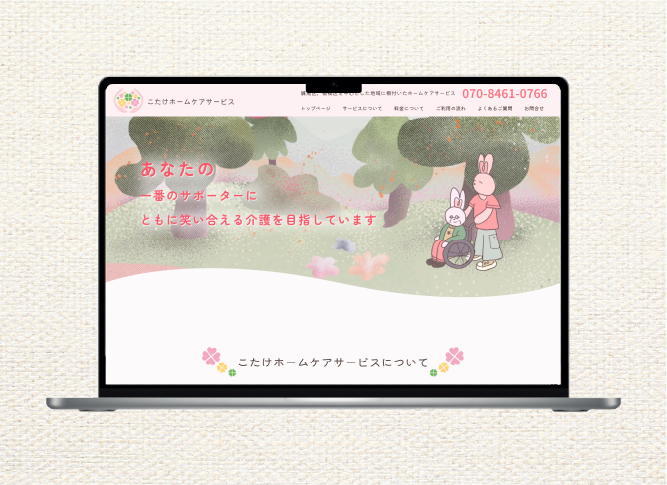 こたけホームケアサービス
した地域に根付いたホームケアサービス
070-8461-0766
トップページ
サービスについて
料金について
ご利用の流れ
よくあるご質問
お問合せ
あなたの
一番のサポーターに
ともに笑い合える介護を目指しています
こたけホームケアサービスについて